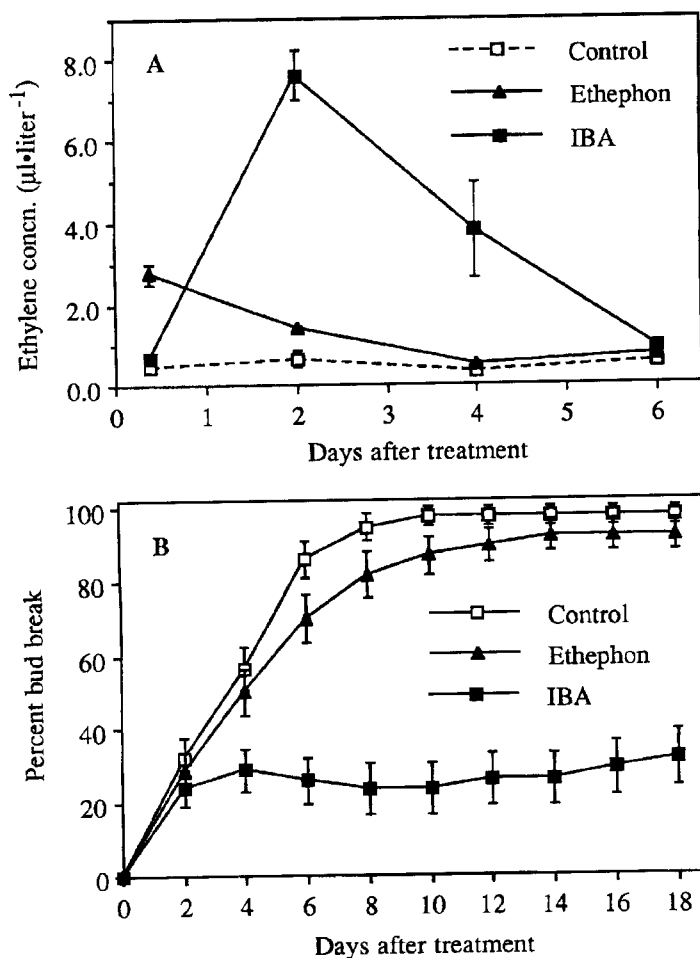 A
Control
Ethephon
IBA
Ethylene concn. (µl•liter⁻¹)
8.0
6.0
4.0
2.0
0.0
0 1 2 4 5 6
Days after treatment
B
Percent bud break
100
80
60
40
20
0
Control
Ethephon
IBA
0 2 4 6 8 10 12 14 16 18
Days after treatment